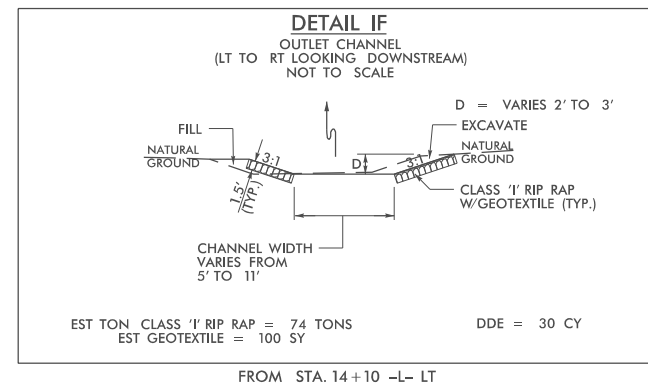 DETAIL IF
OUTLET CHANNEL
(LT TO RT LOOKING DOWNSTREAM)
NOT TO SCALE
D = VARIES 2' TO 3'
FILL
EXCAVATE
NATURAL
GROUND
3:1
D
3:1
NATURAL
GROUND
1.5'
(TYP.)
CLASS 'I' RIP RAP
W/GEOTEXTILE (TYP.)
CHANNEL WIDTH
VARIES FROM
5' TO 11'
EST TON CLASS 'I' RIP RAP = 74 TONS
EST GEOTEXTILE = 100 SY
DDE = 30 CY
FROM STA. 14+10 -L- LT